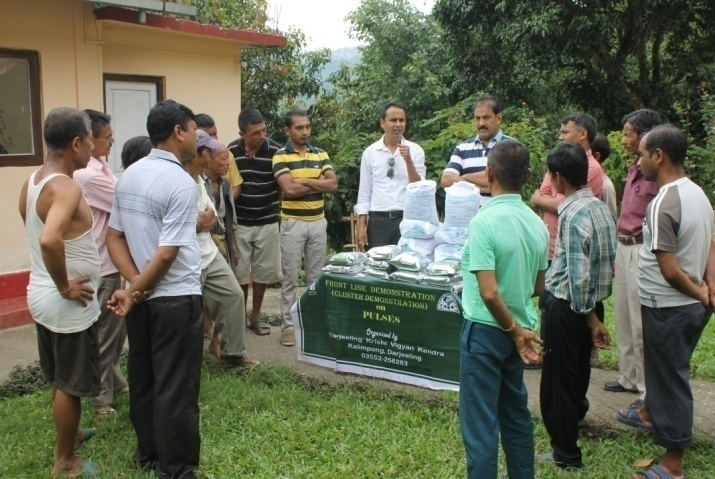 FRONT LINE DEMONSTRATION
(CLUSTER DEMONSTRATION)
on
PULSES
Organised by
Darjeeling Krishi Vigyan Kendra
Kalimpong, Darjeeling
03552-256283